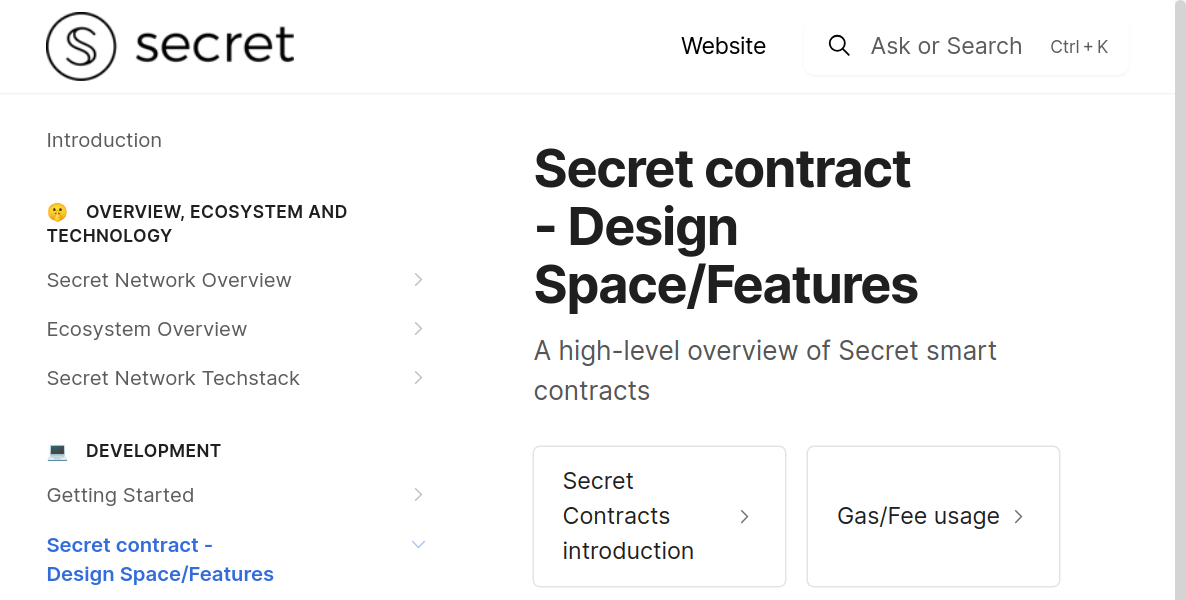 secret
Website
Ask or Search
Ctrl + K
Introduction
🤫 OVERVIEW, ECOSYSTEM AND
TECHNOLOGY
Secret Network Overview
Ecosystem Overview
Secret Network Techstack
💻 DEVELOPMENT
Getting Started
Secret contract -
Design Space/Features
Secret contract
- Design
Space/Features
A high-level overview of Secret smart
contracts
Secret
Contracts
introduction
Gas/Fee usage